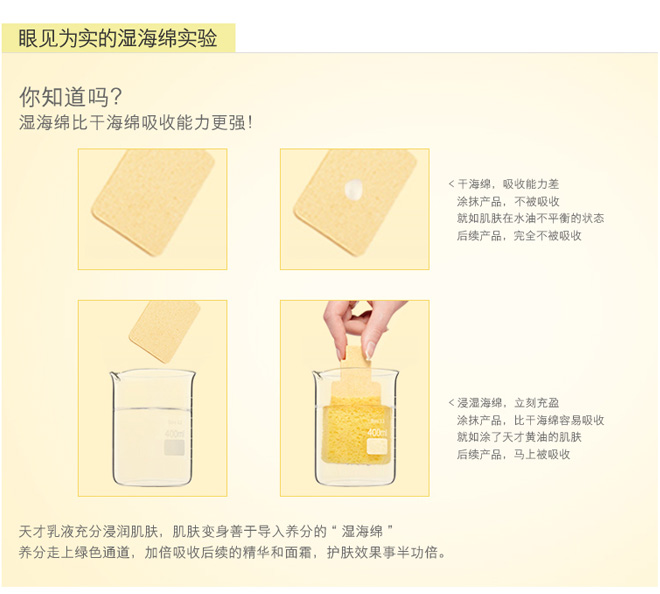 眼见为实的湿海绵实验
你知道吗？
湿海绵比干海绵吸收能力更强！
< 干海绵，吸收能力差
涂抹产品，不被吸收
就如肌肤在水油不平衡的状态
后续产品，完全不被吸收
400ml
400ml
< 浸湿海绵，立刻充盈
涂抹产品，比干海绵容易吸收
就如涂了天才黄油的肌肤
后续产品，马上被吸收
天才乳液充分浸润肌肤，肌肤变身善于导入养分的“ 湿海绵 ”
养分走上绿色通道，加倍吸收后续的精华和面霜，护肤效果事半功倍。